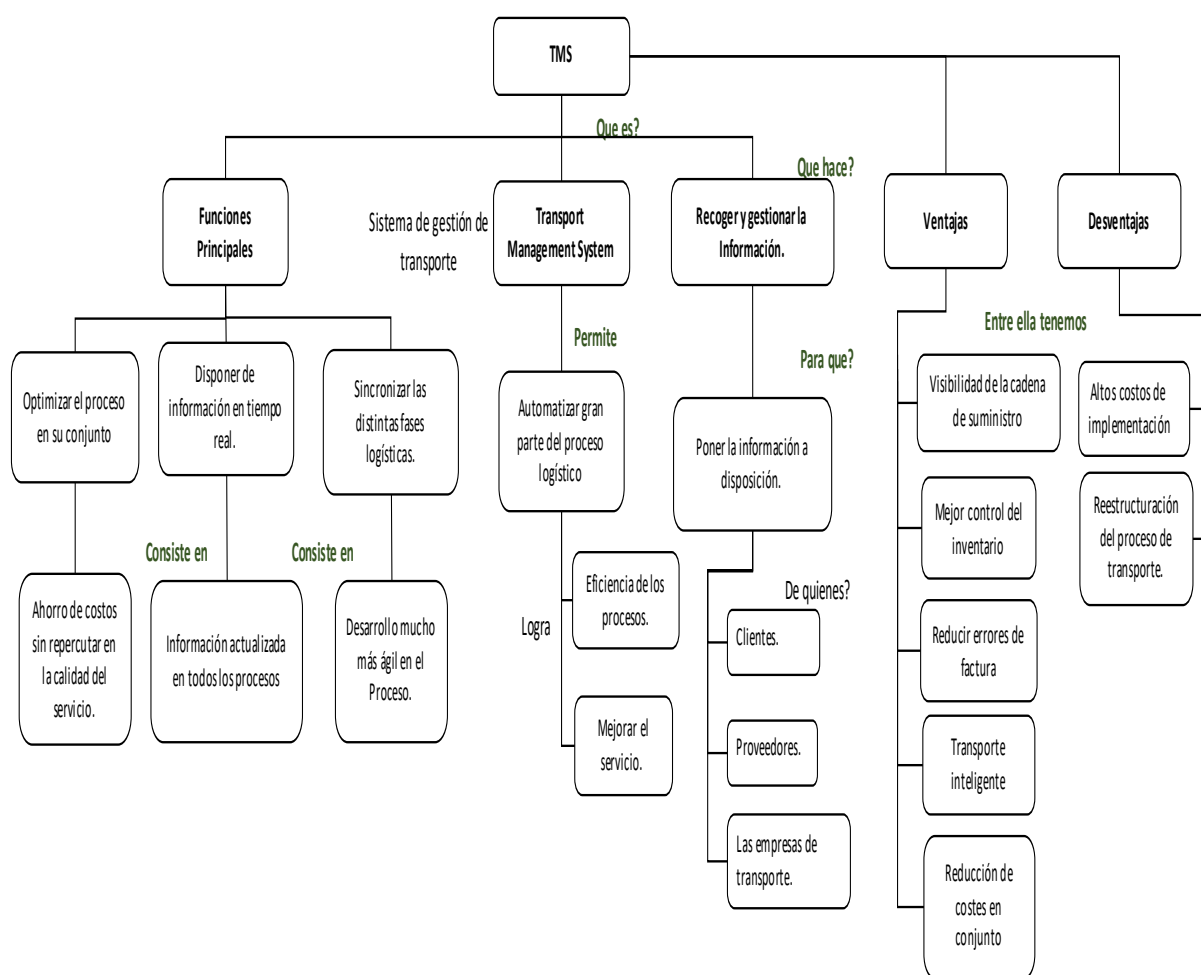 TMS
Que es?
Que hace?
Funciones
Principales
Sistema de gestión de
transporte
Transport
Management System
Recoger y gestionar la
Información.
Ventajas
Desventajas
Permite
Para que?
Entre ella tenemos
Optimizar el proceso
en su conjunto
Disponer de
información en tiempo
real.
Sincronizar las
distintas fases
logísticas.
Automatizar gran
parte del proceso
logístico
Poner la información a
disposición.
Visibilidad de la cadena
de suministro
Altos costos de
implementación
Mejor control del
inventario
Reestructuración
del proceso de
transporte.
Consiste en
Consiste en
Ahorro de costos
sin repercutar en
la calidad del
servicio.
Información actualizada
en todos los procesos
Desarrollo mucho
más ágil en el
Proceso.
Logra
Eficiencia de los
procesos.
Mejorar el
servicio.
De quienes?
Clientes.
Proveedores.
Las empresas de
transporte.
Reducir errores de
factura
Transporte
inteligente
Reducción de
costes en
conjunto